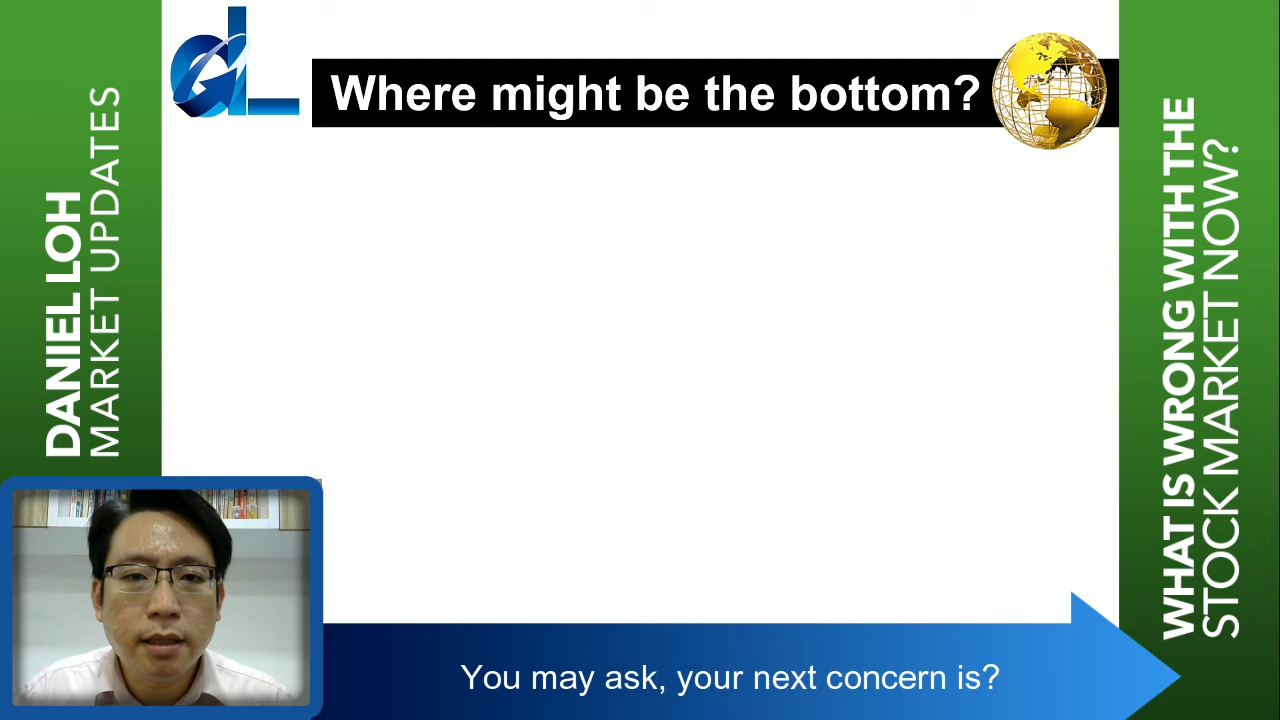 dL
Where might be the bottom?
DANIEL LOH
MARKET UPDATES
WHAT IS WRONG WITH THE
STOCK MARKET NOW?
You may ask, your next concern is?